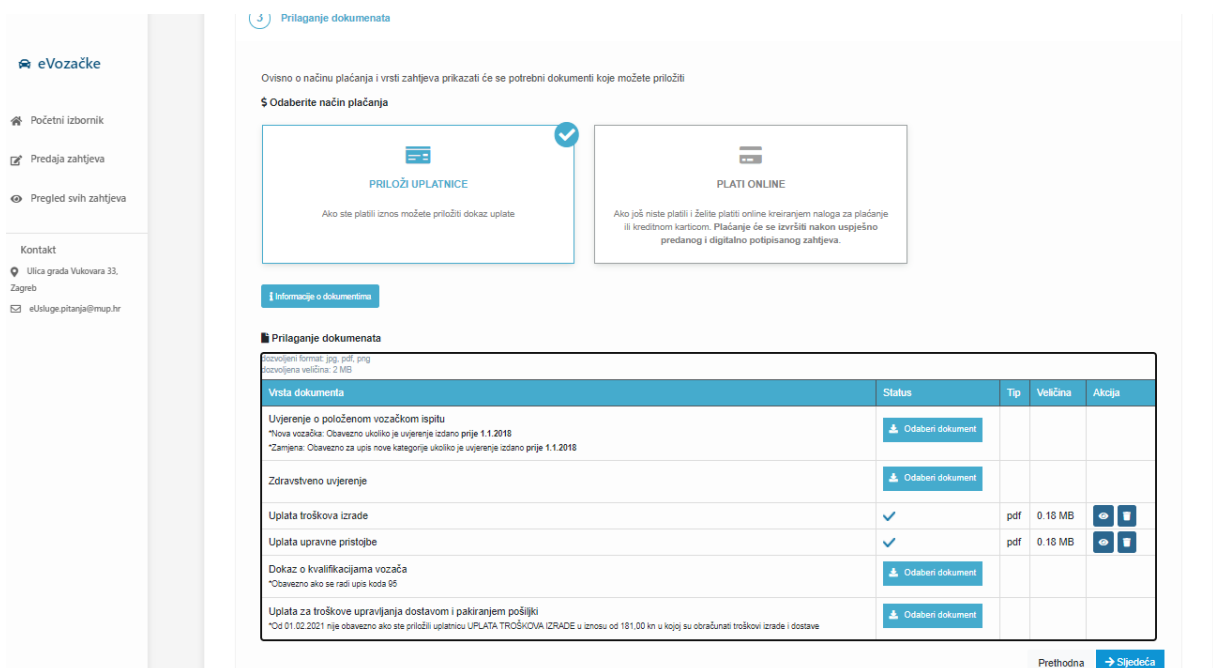 3 Prilaganje dokumenata
eVozačke
Početni izbornik
Predaja zahtjeva
Pregled svih zahtjeva
Kontakt
Ulica grada Vukovara 33,
Zagreb
eUsluge.pitanja@mup.hr
Ovisno o načinu plaćanja i vrsti zahtjeva prikazati će se potrebni dokumenti koje možete priložiti
$ Odaberite način plačanja
PRILOŽI UPLATNICE
Ako ste platili iznos možete priložiti dokaz uplate
PLATI ONLINE
Ako još niste platili i želite platiti online kreiranjem naloga za plaćanje
ili kreditnom karticom. Plaćanje će se izvršiti nakon uspješno
predanog i digitalno potpisanog zahtjeva.
i Informacije o dokumentima
Prilaganje dokumenata
dozvoljeni format: jpg, pdf, png
dozvoljena veličina: 2 MB
Vrsta dokumenta Status Tip Veličina Akcija
Uvjerenje o položenom vozačkom ispitu
*Nova vozačka: Obavezno ukoliko je uvjerenje izdano prije 1.1.2018
*Zamjena: Obavezno za upis nove kategorije ukoliko je uvjerenje izdano prije 1.1.2018
Odaberi dokument
Zdravstveno uvjerenje Odaberi dokument
Uplata troškova izrade pdf 0.18 MB
Uplata upravne pristojbe pdf 0.18 MB
Dokaz o kvalifikacijama vozača
*Obavezno ako se radi upis koda 95
Odaberi dokument
Uplata za troškove upravljanja dostavom i pakiranjem pošiljki
*Od 01.02.2021 nije obavezno ako ste priložili uplatnicu UPLATA TROŠKOVA IZRADE u iznosu od 181,00 kn u kojoj su obračunati troškovi izrade i dostave
Odaberi dokument
Prethodna Sljedeća